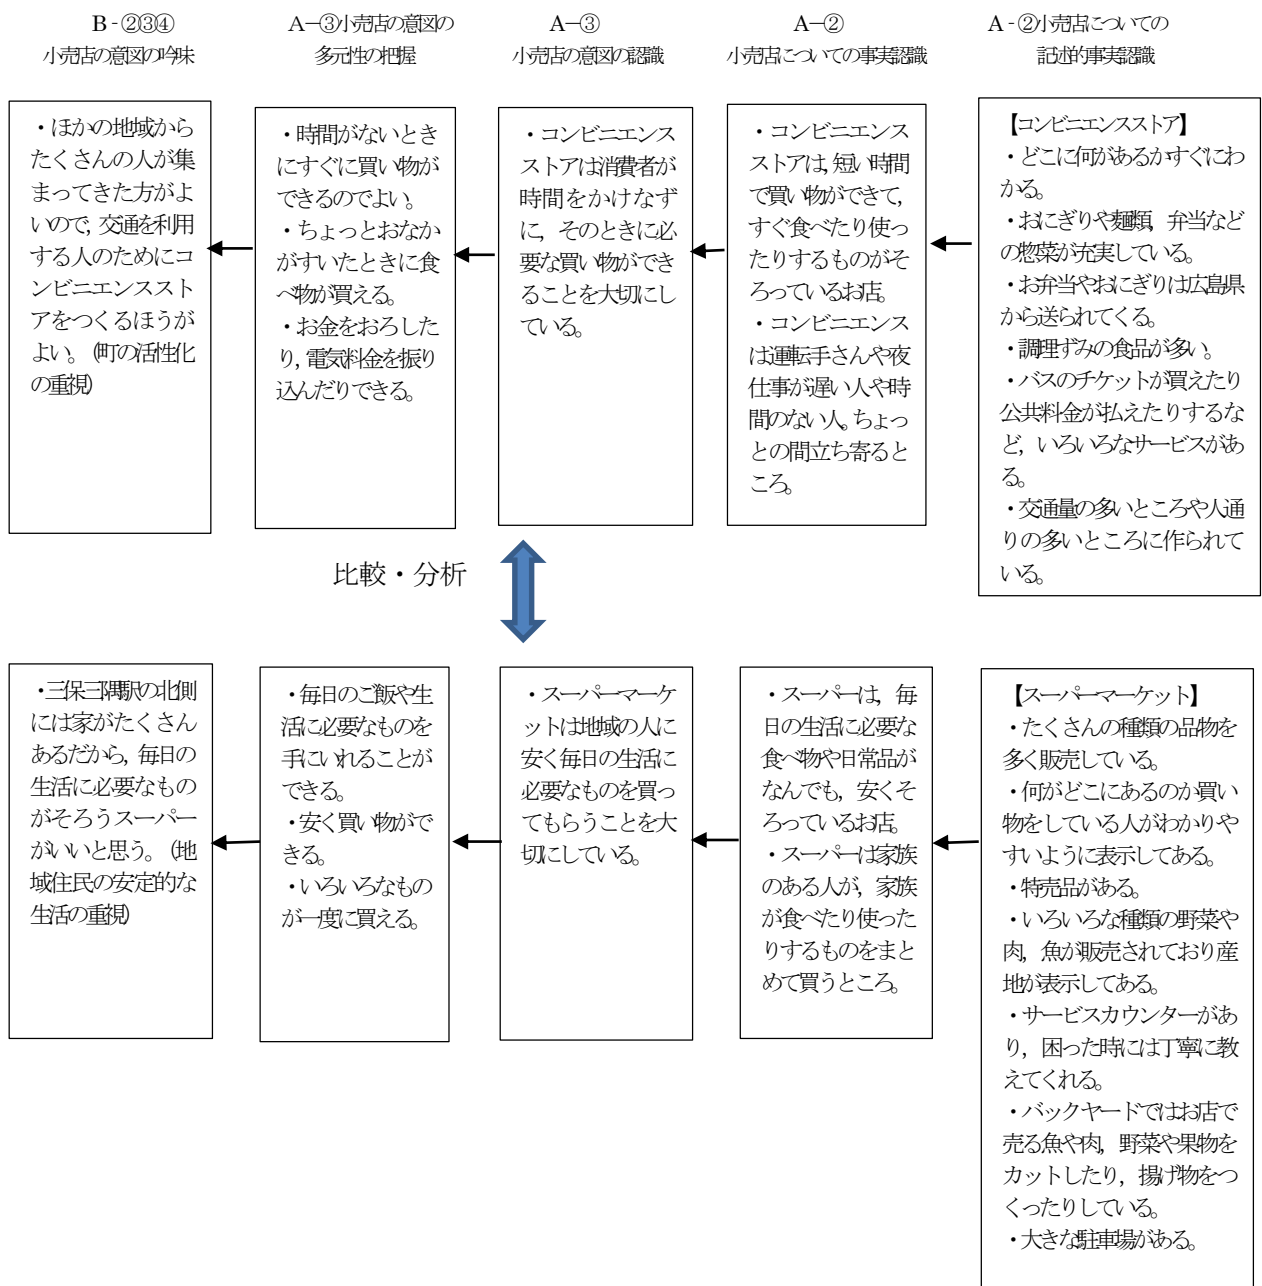 B - ②③④
小売店の意図の吟味
A―③小売店の意図の
多元性の把握
A―③
小売店の意図の認識
A―②
小売店についての事実認識
A - ②小売店についての
記述的事実認識
・ほかの地域から
たくさんの人が集
まってきた方がよ
いので，交通を利用
する人のためにコ
ンビニエンススト
アをつくるほうが
よい。（町の活性化
の重視）
・時間がないとき
にすぐに買い物が
できるのでよい。
・ちょっとおなか
がすいたときに食
べ物が買える。
・お金をおろした
り，電気料金を振り
込んだりできる。
・コンビニエンス
ストアは消費者が
時間をかけなず
に，そのときに必
要な買い物ができ
ることを大切にし
ている。
・コンビニエンス
ストアは，短い時間
で買い物ができて，
すぐ食べたり使っ
たりするものがそ
ろっているお店。
・コンビニエンス
は運転手さんや夜
仕事が遅い人や時
間のない人。ちょっ
との間立ち寄ると
ころ。
【コンビニエンスストア】
・どこに何があるかすぐにわ
かる。
・おにぎりや麺類，弁当など
の惣菜が充実している。
・お弁当やおにぎりは広島県
から送られてくる。
・調理ずみの食品が多い。
・バスのチケットが買えたり
公共料金が払えたりするな
ど，いろいろなサービスがあ
る。
・交通量の多いところや人通
りの多いところに作られて
いる。
比較・分析
・三保三隅駅の北側
には家がたくさん
あるだから，毎日の
生活に必要なもの
がそろうスーパー
がいいと思う。（地
域住民の安定的な
生活の重視）
・毎日のご飯や生
活に必要なものを
手にいれることが
できる。
・安く買い物がで
きる。
・いろいろなもの
が一度に買える。
・スーパーマーケ
ットは地域の人に
安く毎日の生活に
必要なものを買っ
てもらうことを大
切にしている。
・スーパーは，毎
日の生活に必要な
食べ物や日常品が
なんでも，安くそ
ろっているお店。
・スーパーは家族
のある人が，家族
が食べたり使った
りするものをまと
めて買うところ。
【スーパーマーケット】
・たくさんの種類の品物を
多く販売している。
・何がどこにあるのか買い
物をしている人がわかりや
すいように表示してある。
・特売品がある。
・いろいろな種類の野菜や
肉，魚が販売されており産
地が表示してある。
・サービスカウンターがあ
り，困った時には丁寧に教
えてくれる。
・バックヤードではお店で
売る魚や肉，野菜や果物を
カットしたり，揚げ物をつ
くったりしている。
・大きな駐車場がある。